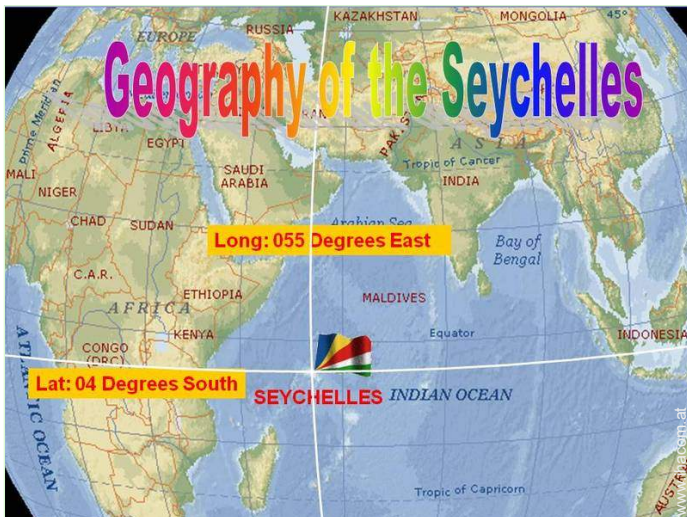 KAZAKHSTAN
MONGOLIA
45°
RUSSIA
EUROPE
Geography of the Seychelles
Prime Meridian
ALGERIA
LIBYA
EGYPT
IRAN
PAK.
ASIA
Tropic of Cancer
MALI
NIGER
SAUDI
ARABIA
INDIA
CHAD
SUDAN
Arabian Sea
Long: 055 Degrees East
Bay of
Bengal
C.A.R.
ETHIOPIA
MALDIVES
AFRICA
KENYA
Equator
INDONESIA
CONGO
(DRC)
ATLANTIC OCEAN
Lat: 04 Degrees South
SEYCHELLES
INDIAN OCEAN
Tropic of Capricorn